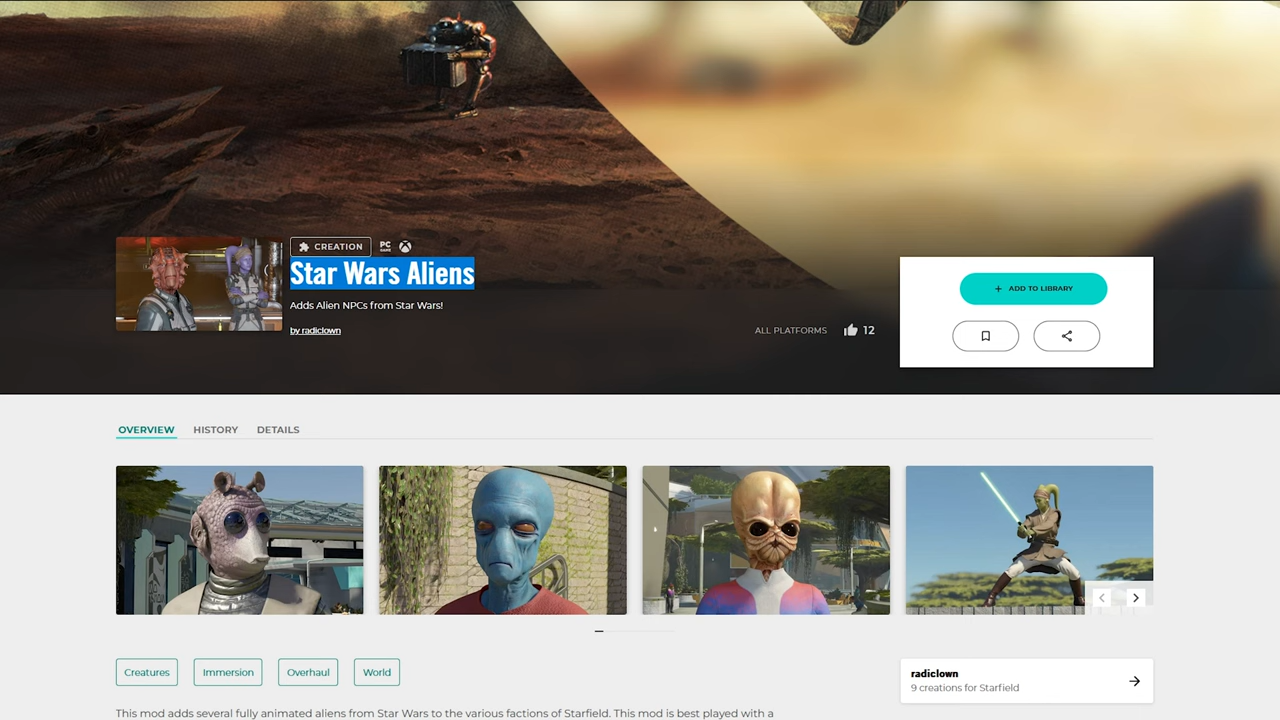 CREATION
PC
Star Wars Aliens
Adds Alien NPCs from Star Wars!
by radiclown
ALL PLATFORMS 12
+ ADD TO LIBRARY
OVERVIEW HISTORY DETAILS
Creatures Immersion Overhaul World
radiclown
9 creations for Starfield
This mod adds several fully animated aliens from Star Wars to the various factions of Starfield. This mod is best played with a